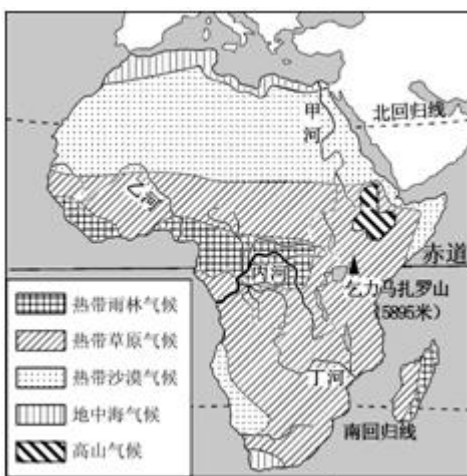 甲河
北回归线
乙河
赤道
丙河
乞力马扎罗山
(5895米)
丁河
南回归线
热带雨林气候
热带草原气候
热带沙漠气候
地中海气候
高山气候